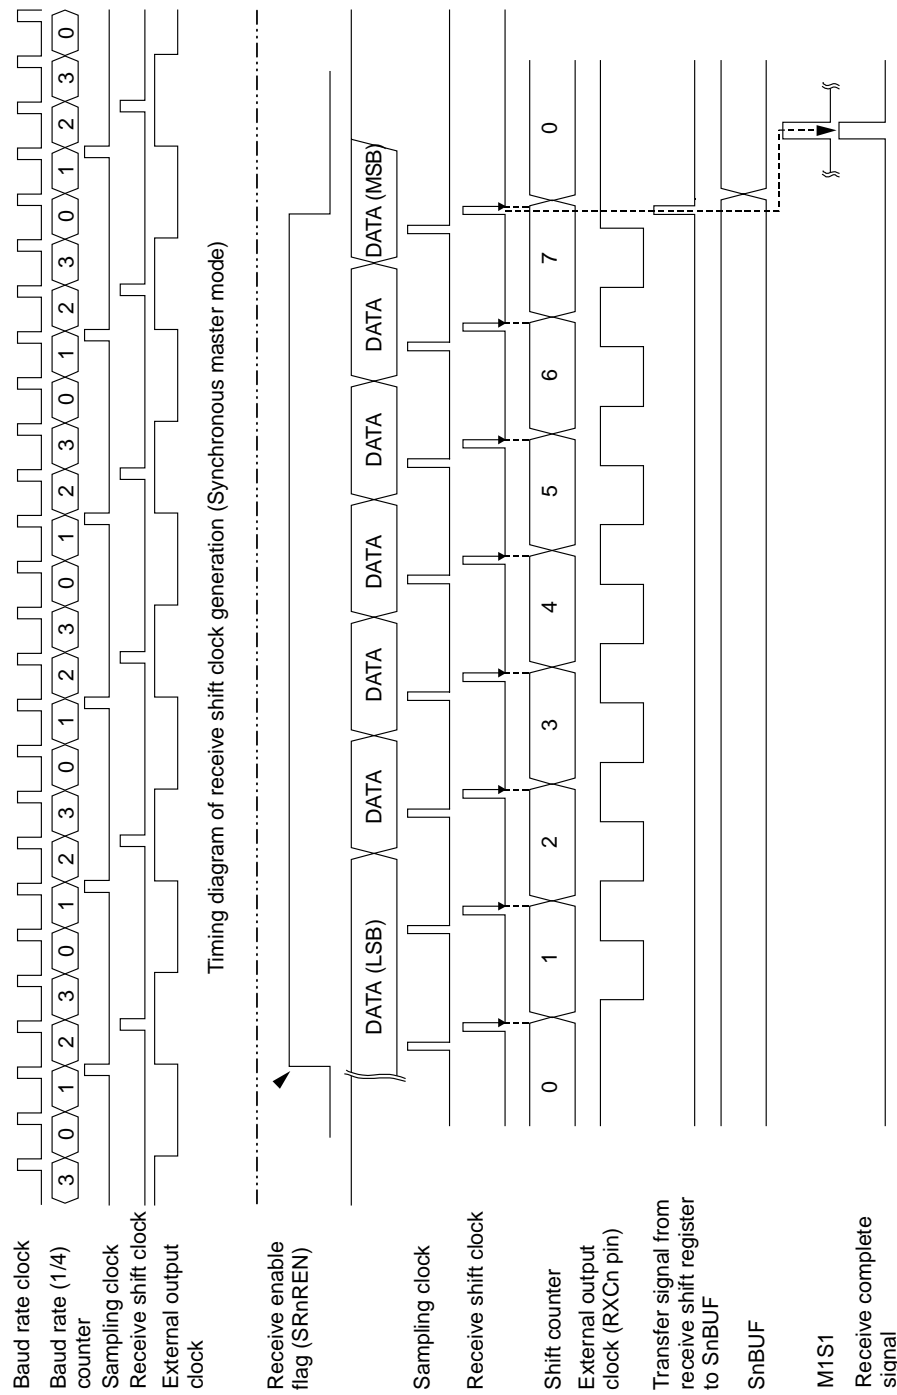 Baud rate clock
Baud rate (1/4)
counter
3 0 1 2 3 0 1 2 3 0 1 2 3 0 1 2 3 0 1 2 3 0 1 2 3 0
Sampling clock
Receive shift clock
External output
clock
Timing diagram of receive shift clock generation (Synchronous master mode)
Receive enable
flag (SRnREN)
DATA (LSB) DATA DATA DATA DATA DATA DATA (MSB)
Sampling clock
Receive shift clock
Shift counter
0 1 2 3 4 5 6 7 0
External output
clock (RXCn pin)
Transfer signal from
receive shift register
to SnBUF
SnBUF
M1S1
Receive complete
signal